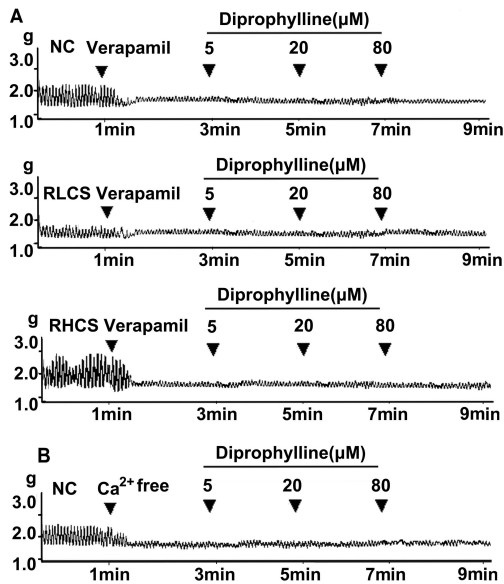 A
Diprophylline(μM)
g NC Verapamil 5 20 80
3.0
2.0
1.0
1min 3min 5min 7min 9min
Diprophylline(μM)
g
3.0 RLCS Verapamil 5 20 80
2.0
1.0
1min 3min 5min 7min 9min
Diprophylline(μM)
g RHCS Verapamil 5 20 80
3.0
2.0
1.0
1min 3min 5min 7min 9min
B
Diprophylline(μM)
g NC Ca2+ free 5 20 80
3.0
2.0
1.0
1min 3min 5min 7min 9min